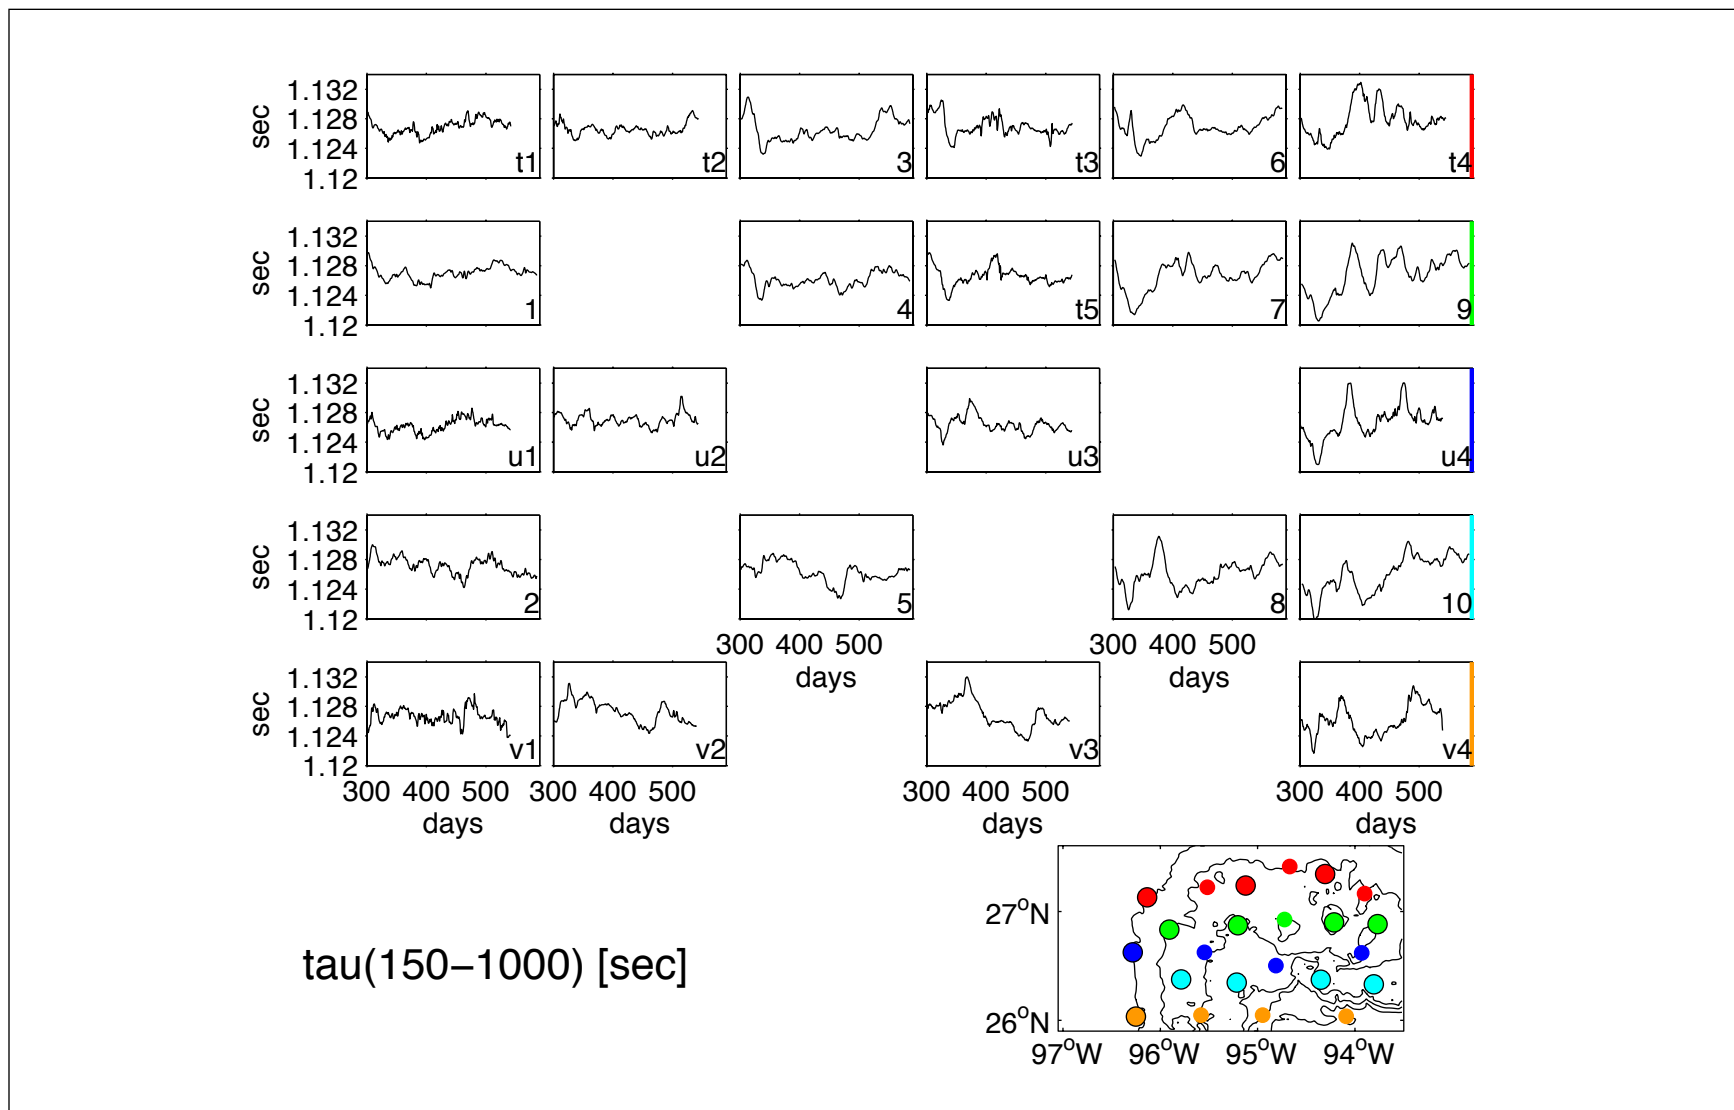 sec
1.132
1.128
1.124
1.12
t1
t2
3
t3
6
t4
sec
1.132
1.128
1.124
1.12
1
4
t5
7
9
sec
1.132
1.128
1.124
1.12
u1
u2
u3
u4
sec
1.132
1.128
1.124
1.12
2
5
8
10
300 400 500
days
300 400 500
days
sec
1.132
1.128
1.124
1.12
v1
v2
v3
v4
300 400 500
days
300 400 500
days
300 400 500
days
300 400 500
days
tau(150−1000) [sec]
27°N
26°N
97°W 96°W 95°W 94°W